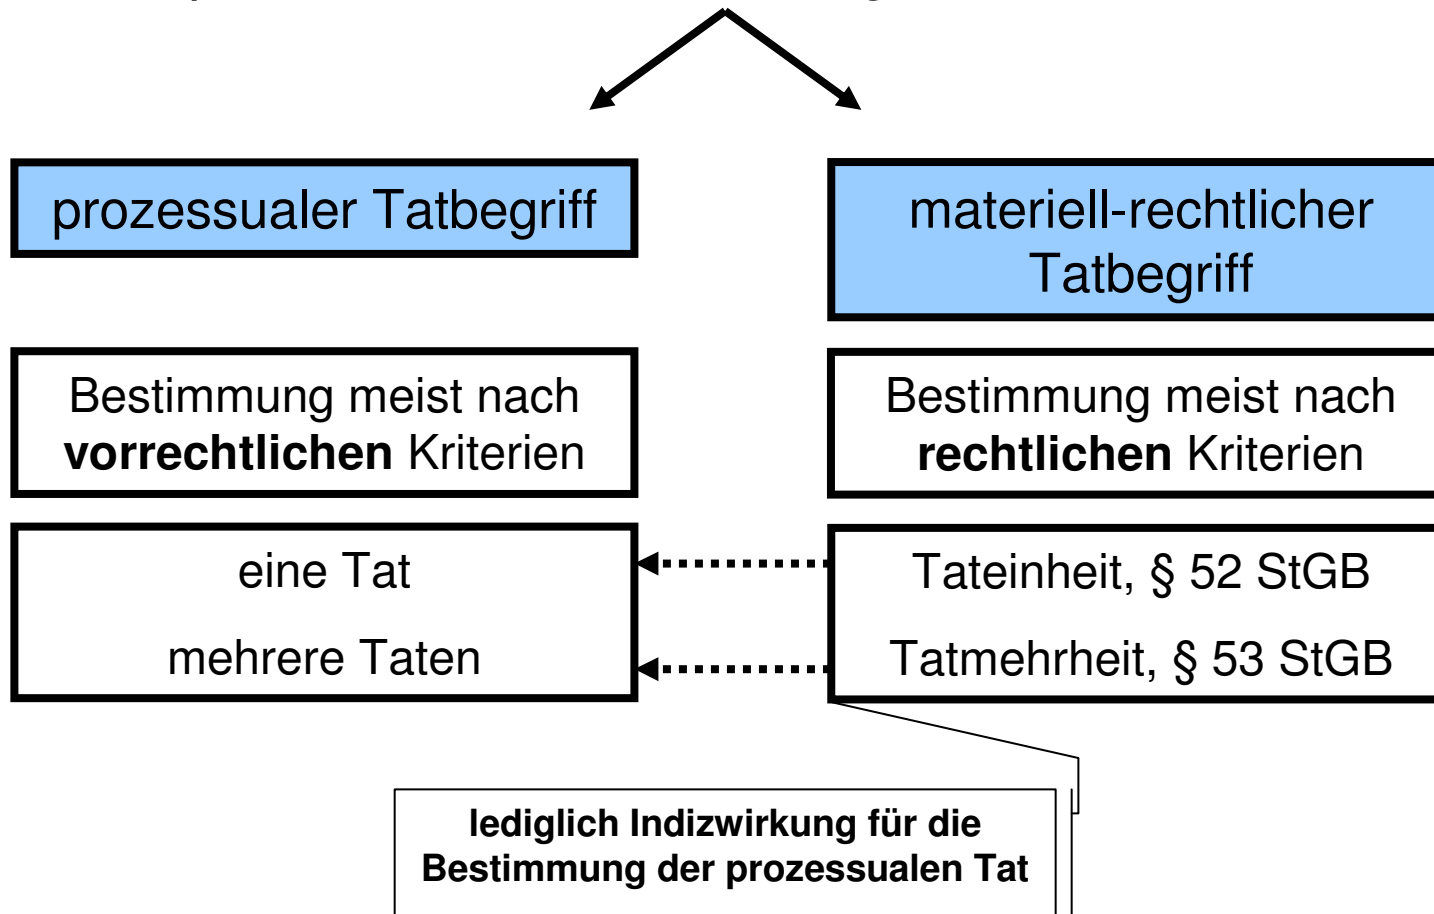 prozessualer Tatbegriff
materiell-rechtlicher
Tatbegriff
Bestimmung meist nach
vorrechtlichen Kriterien
Bestimmung meist nach
rechtlichen Kriterien
eine Tat
mehrere Taten
Tateinheit, § 52 StGB
Tatmehrheit, § 53 StGB
lediglich Indizwirkung für die
Bestimmung der prozessualen Tat